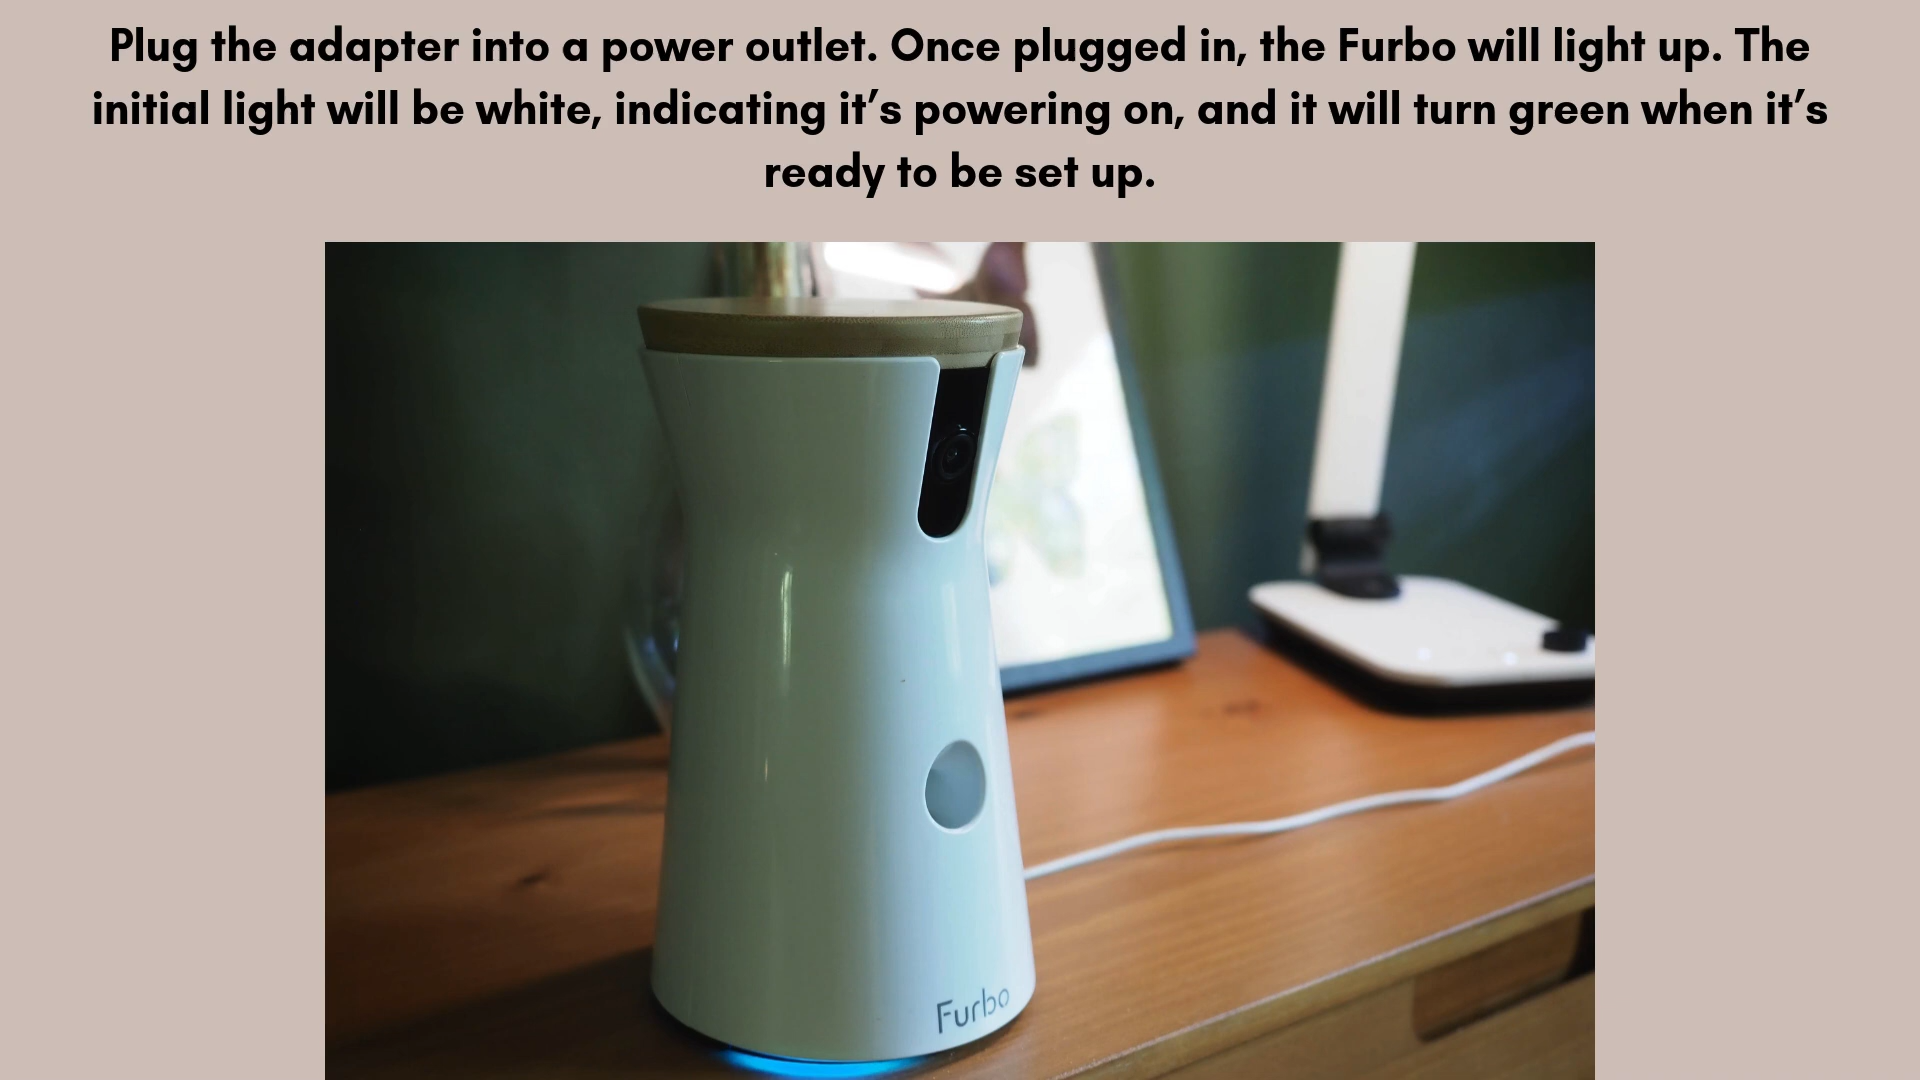 Plug the adapter into a power outlet. Once plugged in, the Furbo will light up. The
initial light will be white, indicating it’s powering on, and it will turn green when it’s
ready to be set up.
Furbo